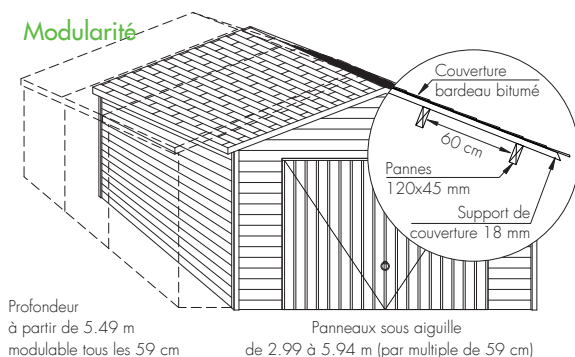 Modularité
Couverture
bardeau bitumé
60 cm
Pannes
120x45 mm
Support de
couverture 18 mm
Profondeur
à partir de 5.49 m
modulable tous les 59 cm
Panneaux sous aiguille
de 2.99 à 5.94 m (par multiple de 59 cm)